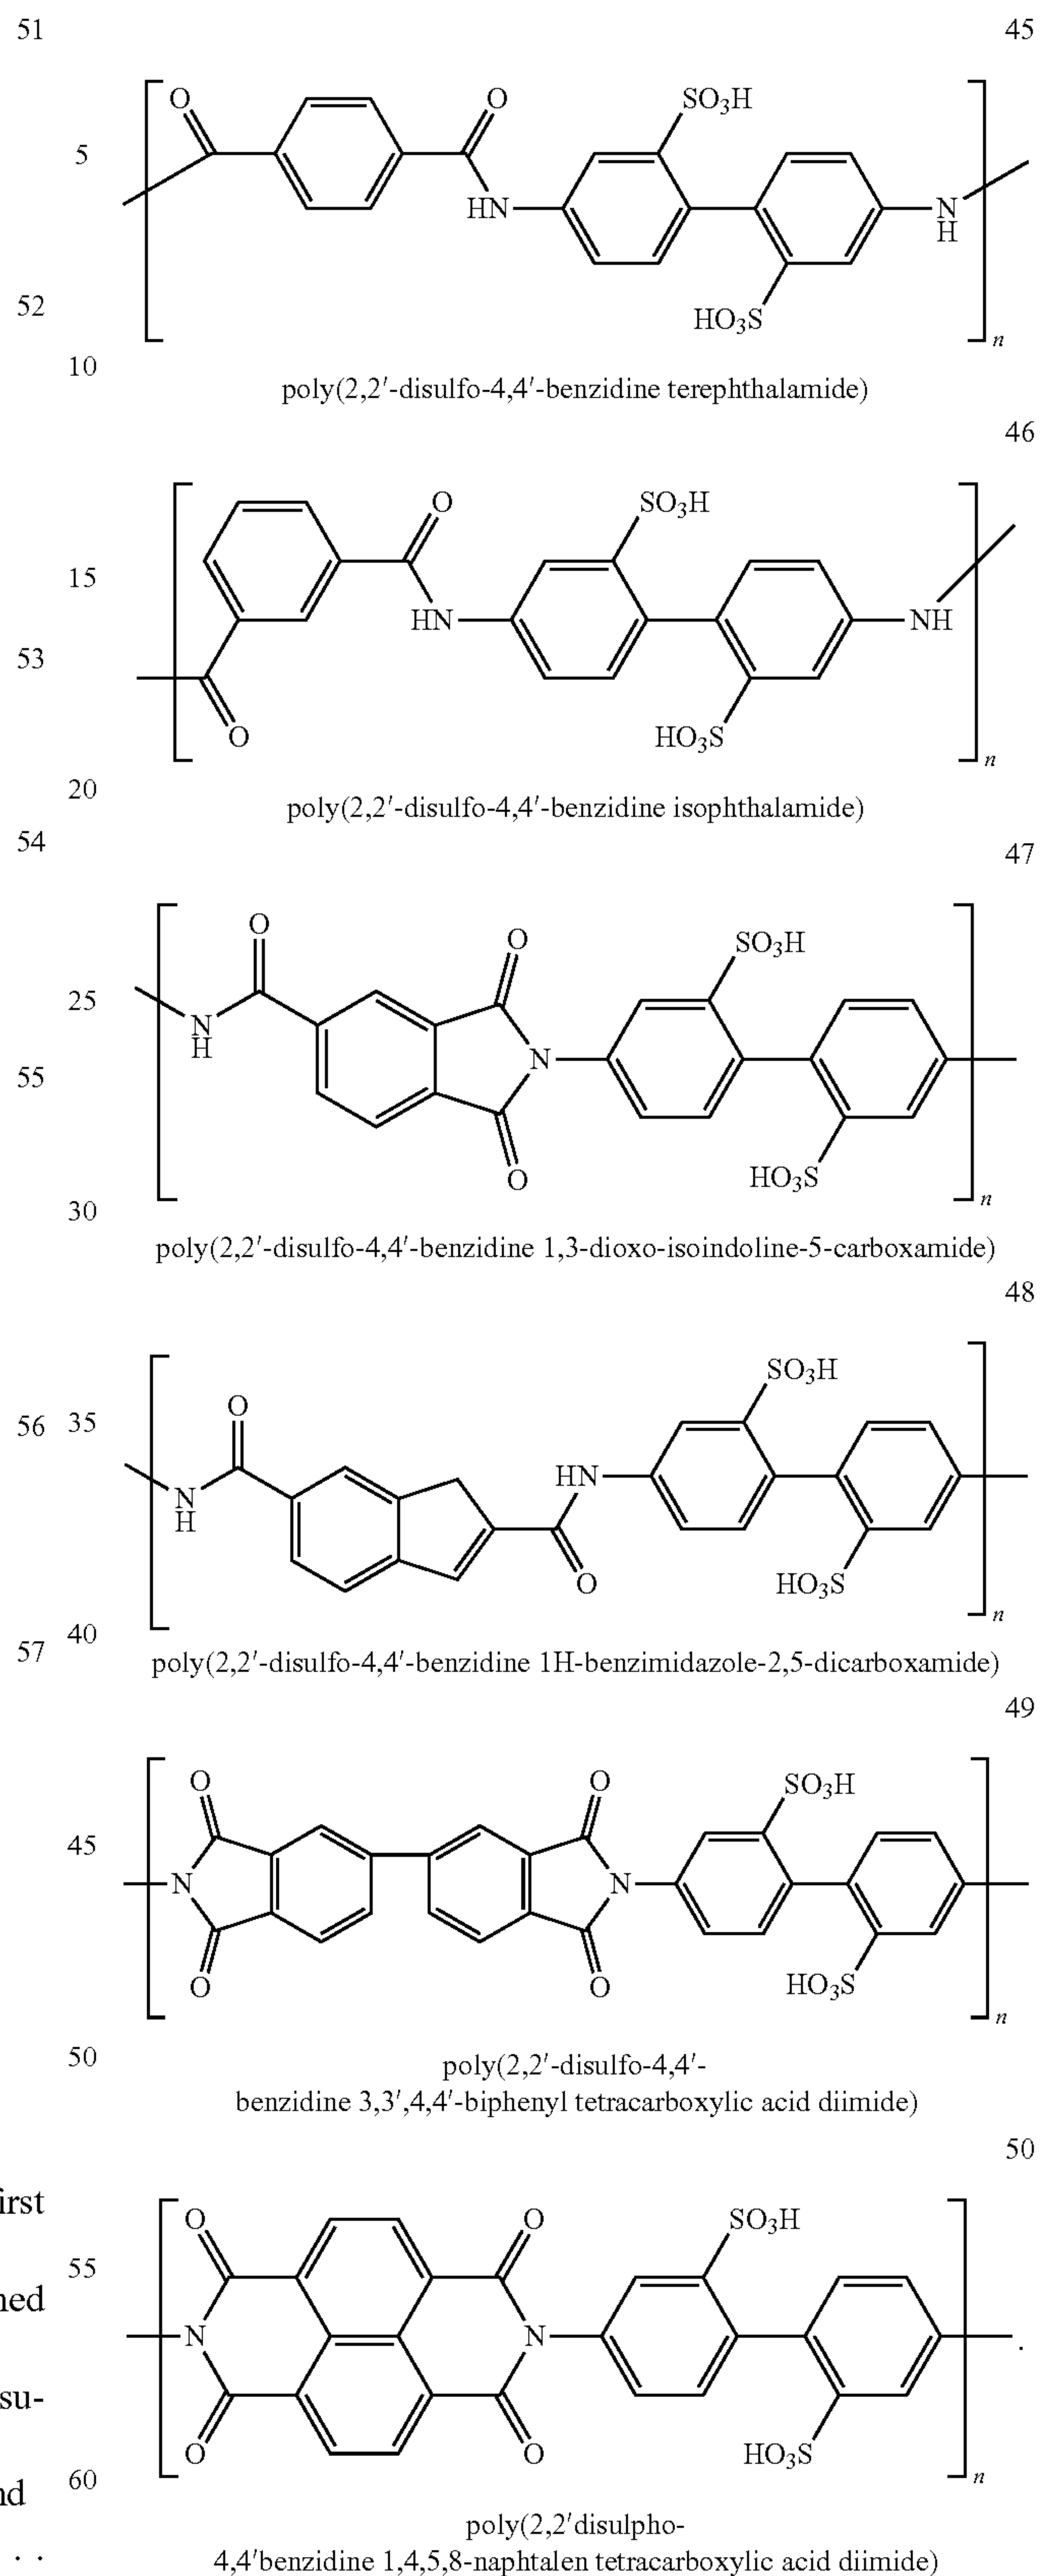 51
45
O
O
SO3H
5
HN
N
H
52
HO3S
n
10
poly(2,2′-disulfo-4,4′-benzidine terephthalamide)
46
O
SO3H
15
HN
NH
53
HO3S
O
n
20
poly(2,2′-disulfo-4,4′-benzidine isophthalamide)
54
47
O
O
SO3H
25
N
H
N
55
HO3S
O
n
30
poly(2,2′-disulfo-4,4′-benzidine 1,3-dioxo-isoindoline-5-carboxamide)
48
SO3H
O
56
35
HN
N
H
O
HO3S
n
40
57
poly(2,2′-disulfo-4,4′-benzidine 1H-benzimidazole-2,5-dicarboxamide)
49
O
O
SO3H
45
N
N
O
O
HO3S
n
50
poly(2,2′-disulfo-4,4′-
benzidine 3,3′,4,4′-biphenyl tetracarboxylic acid diimide)
50
first
O
O
SO3H
55
ned
N
N
.
su-
O
O
HO3S
n
60
nd
poly(2,2′disulpho-
. .
4,4′benzidine 1,4,5,8-naphtalen tetracarboxylic acid diimide)